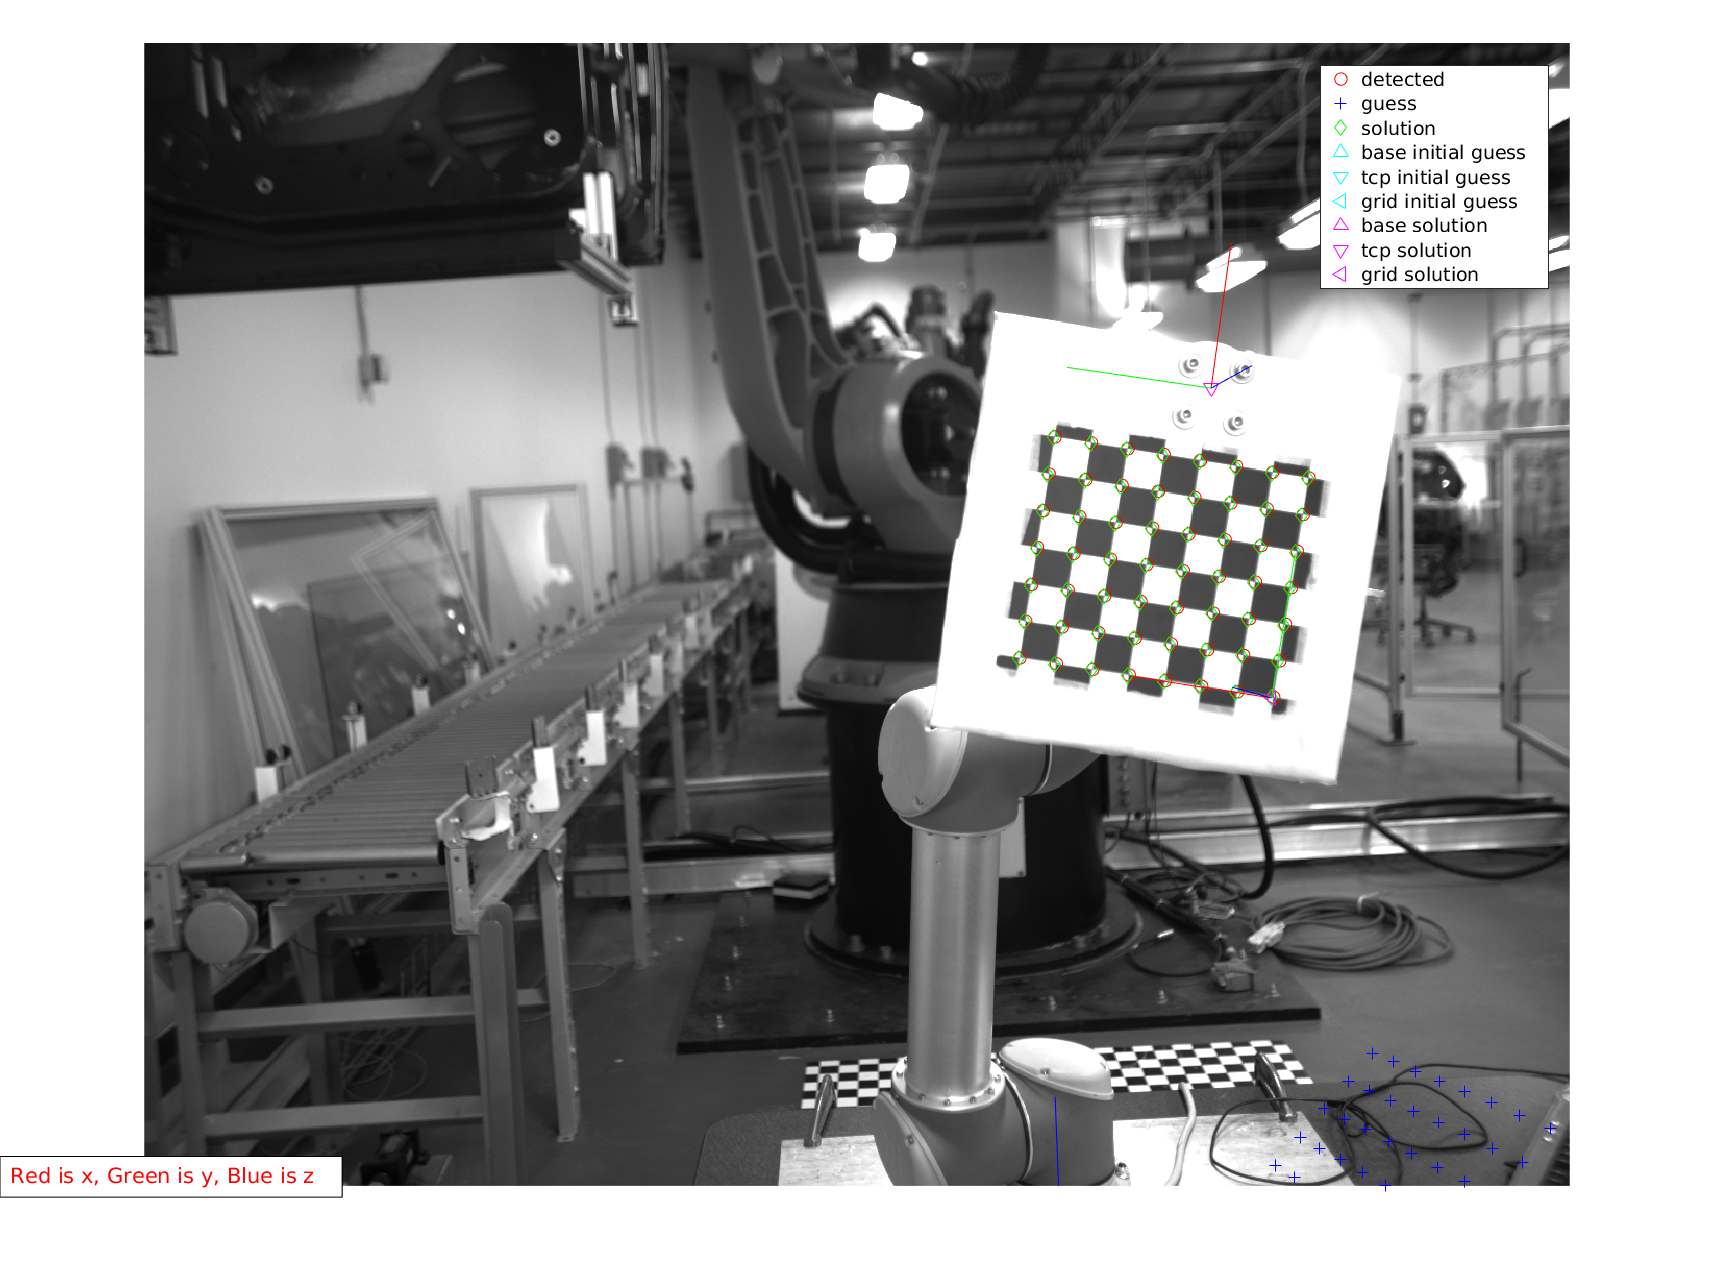 detected
guess
solution
base initial guess
tcp initial guess
grid initial guess
base solution
tcp solution
grid solution
Red is x, Green is y, Blue is z